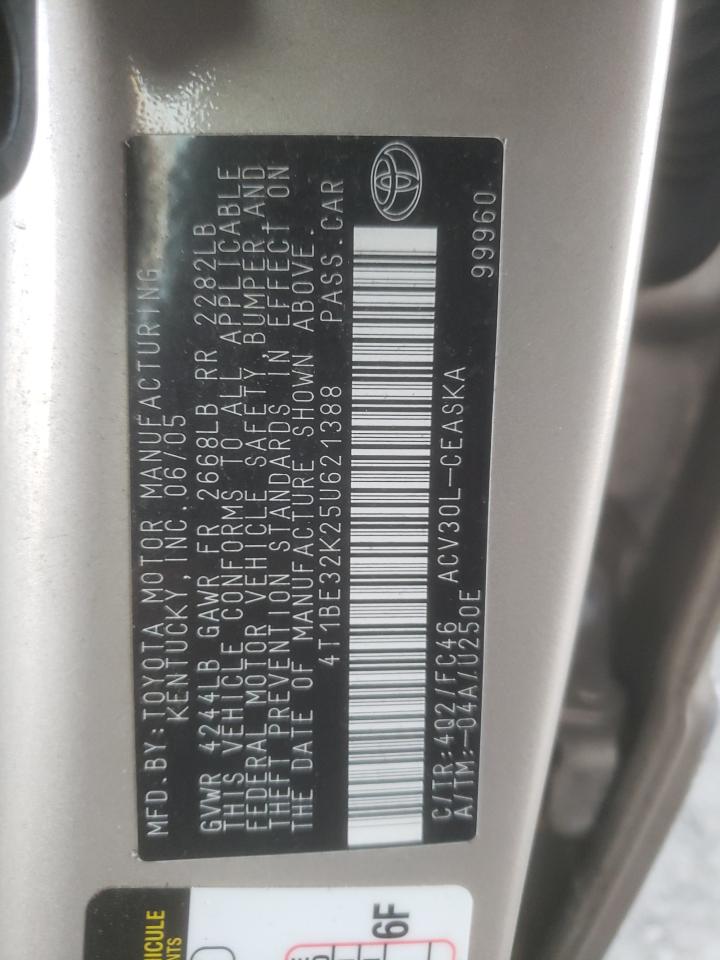 MFD.BY:TOYOTA MOTOR MANUFACTURING,
KENTUCKY, INC.06/05
GVWR 4244LB GAWR FR 2668LB RR 2282LB
THIS VEHICLE CONFORMS TO ALL APPLICABLE
FEDERAL MOTOR VEHICLE SAFETY, BUMPER,AND
THEFT PREVENTION STANDARDS IN EFFECT ON
THE DATE OF MANUFACTURE SHOWN ABOVE.
4T1BE32K25U621388 PASS.CAR
C/TR:4Q2/FC46 ACV30L-CEASKA 99960
A/TM:-04A/U250E
6F